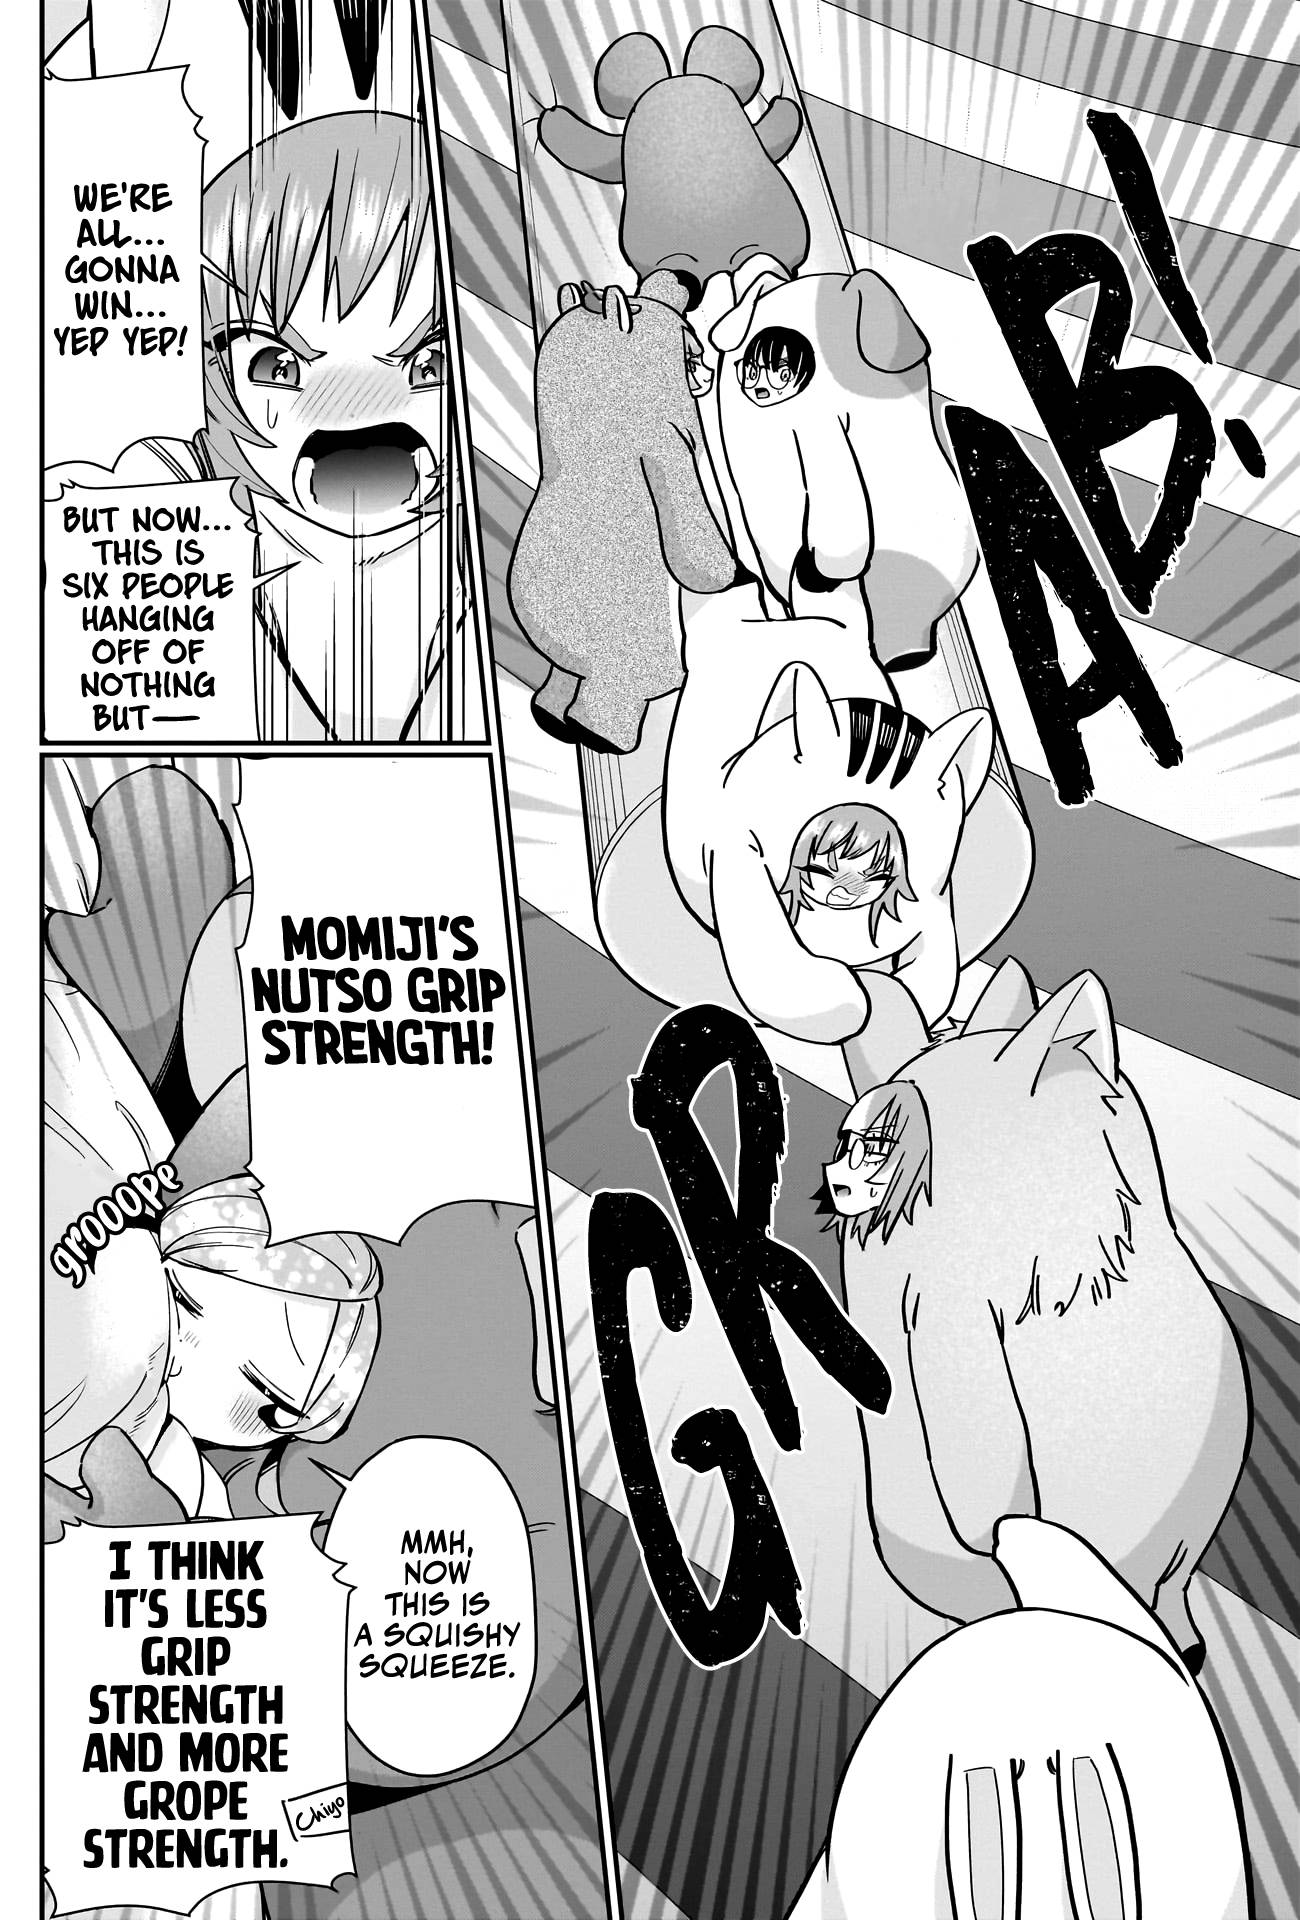 GRAB!
WE'RE
ALL...
GONNA
WIN...
YEP YEP!
BUT NOW...
THIS IS
SIX PEOPLE
HANGING
OFF OF
NOTHING
BUT—
MOMIJI'S
NUTSO GRIP
STRENGTH!
grooope
MMH,
NOW
THIS IS
A SQUISHY
SQUEEZE.
I THINK
IT'S LESS
GRIP
STRENGTH
AND MORE
GROPE
STRENGTH.
Chiyo